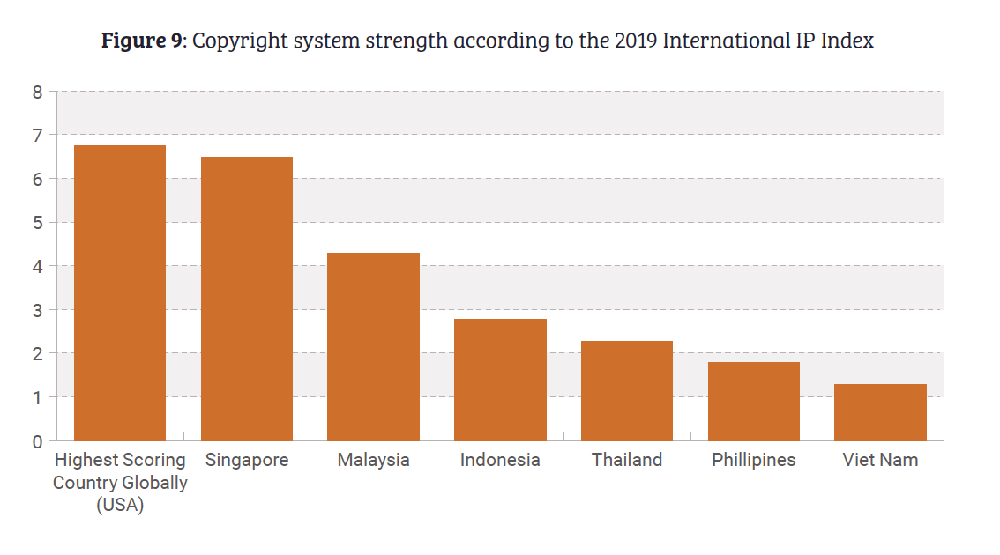 Figure 9: Copyright system strength according to the 2019 International IP Index
8
7
6
5
4
3
2
1
0
Highest Scoring
Country Globally
(USA)
Singapore
Malaysia
Indonesia
Thailand
Phillipines
Viet Nam